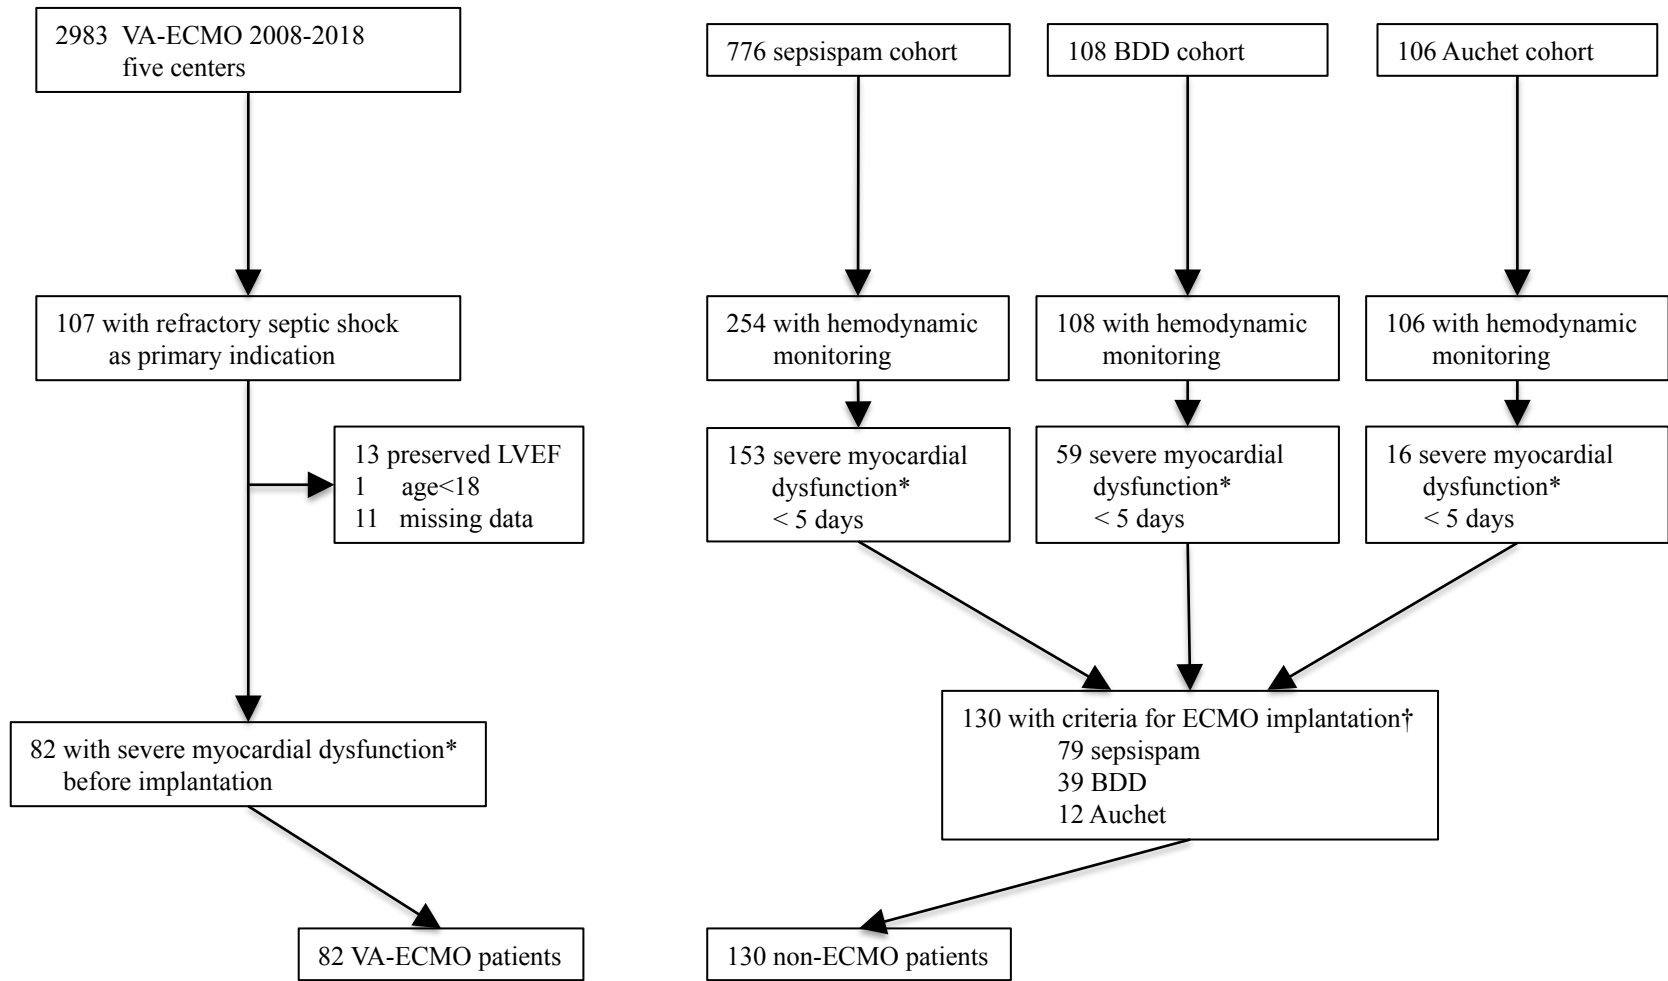 2983 VA-ECMO 2008-2018
five centers
776 sepsispam cohort
108 BDD cohort
106 Auchet cohort
107 with refractory septic shock
as primary indication
254 with hemodynamic
monitoring
108 with hemodynamic
monitoring
106 with hemodynamic
monitoring
13 preserved LVEF
1 age<18
11 missing data
153 severe myocardial
dysfunction*
< 5 days
59 severe myocardial
dysfunction*
< 5 days
16 severe myocardial
dysfunction*
< 5 days
82 with severe myocardial dysfunction*
before implantation
130 with criteria for ECMO implantation†
79 sepsispam
39 BDD
12 Auchet
82 VA-ECMO patients
130 non-ECMO patients